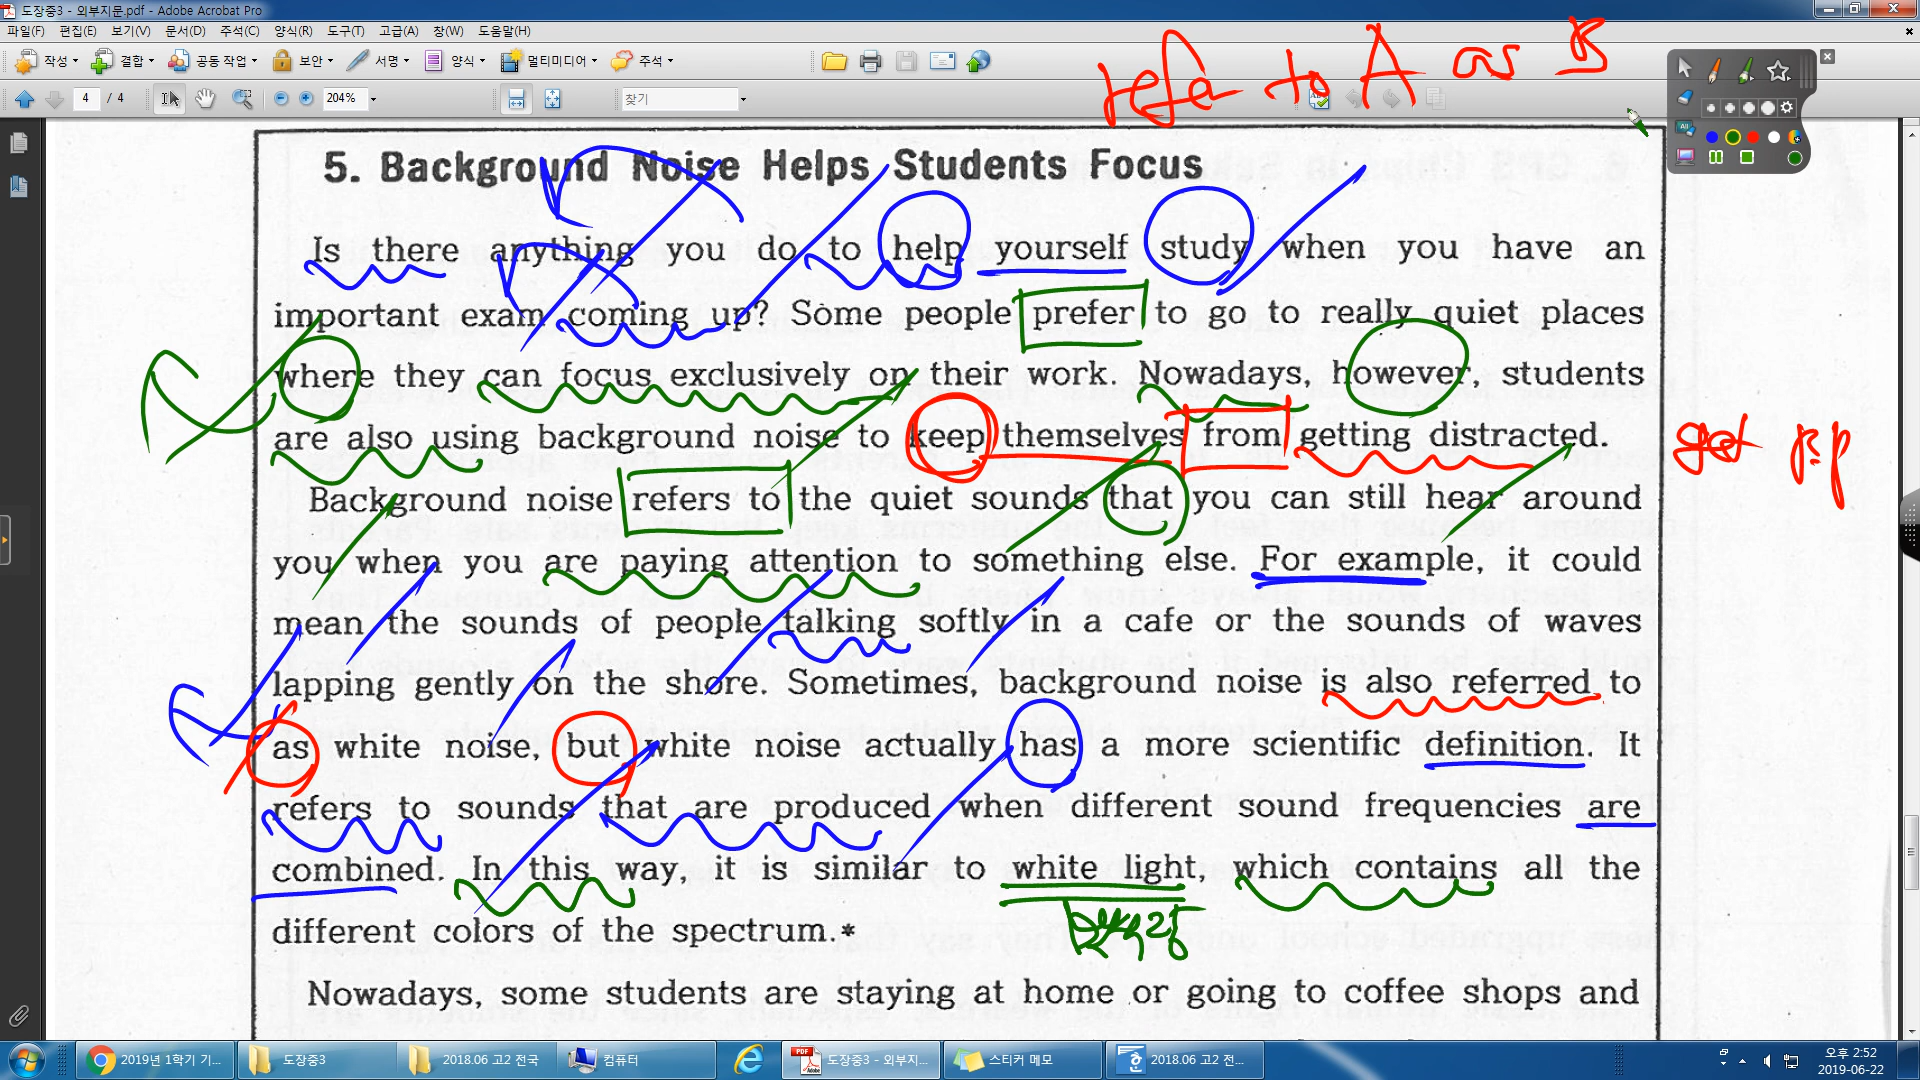 도장중3 - 외부지문.pdf - Adobe Acrobat Pro
파일(F) 편집(E) 보기(V) 문서(D) 주석(C) 양식(R) 도구(T) 고급(A) 창(W) 도움말(H)
작성 결합 공동 작업 보안 서명 양식 멀티미디어 주석
4 / 4 204% 찾기
refer to A as B
5. Background Noise Helps Students Focus
Is there anything you do to help yourself study when you have an
important exam coming up? Some people prefer to go to really quiet places
where they can focus exclusively on their work. Nowadays, however, students
are also using background noise to keep themselves from getting distracted.
get pp
Background noise refers to the quiet sounds that you can still hear around
you when you are paying attention to something else. For example, it could
mean the sounds of people talking softly in a cafe or the sounds of waves
lapping gently on the shore. Sometimes, background noise is also referred to
as white noise, but white noise actually has a more scientific definition. It
refers to sounds that are produced when different sound frequencies are
combined. In this way, it is similar to white light, which contains all the
different colors of the spectrum.*
Nowadays, some students are staying at home or going to coffee shops and
2019년 1학기 기... 도장중3 2018.06 고2 전국 컴퓨터 도장중3 - 외부지... 스티커 메모 2018.06 고2 전...
오후 2:52
2019-06-22